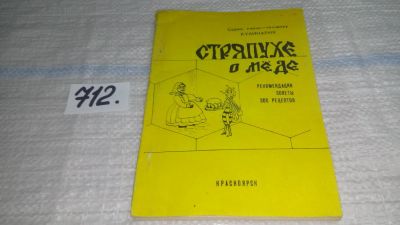 СТРЯПУХЕ
О МЕДЕ
РЕКОМЕНДАЦИИ
СОВЕТЫ
300 РЕЦЕПТОВ
КРАСНОЯРСК
712.